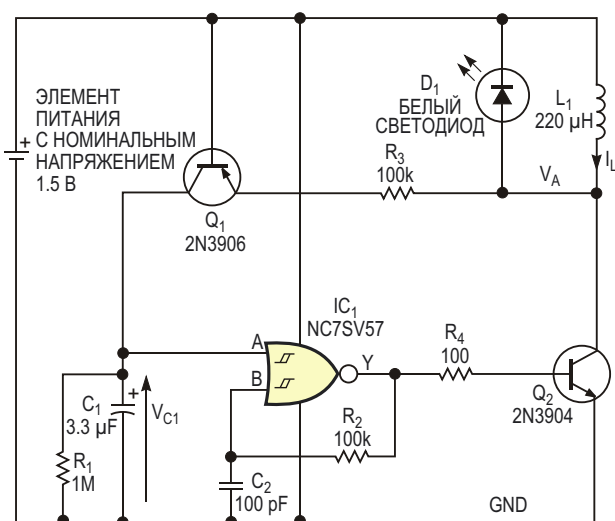 ЭЛЕМЕНТ
ПИТАНИЯ
+ С НОМИНАЛЬНЫМ
НАПРЯЖЕНИЕМ
1.5 В
D1
БЕЛЫЙ
СВЕТОДИОД
L1
220 µH
IL
R3
100k
VA
Q1
2N3906
IC1
NC7SV57
A
B
Y
R4
100
Q2
2N3904
C1
3.3 µF
+
VC1
R2
100k
R1
1M
C2
100 pF
GND